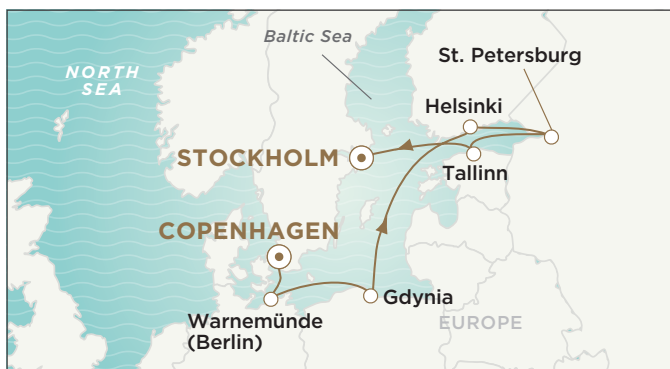 Baltic Sea
St. Petersburg
NORTH
SEA
Helsinki
STOCKHOLM
Tallinn
COPENHAGEN
Gdynia
Warnemünde
(Berlin)
EUROPE